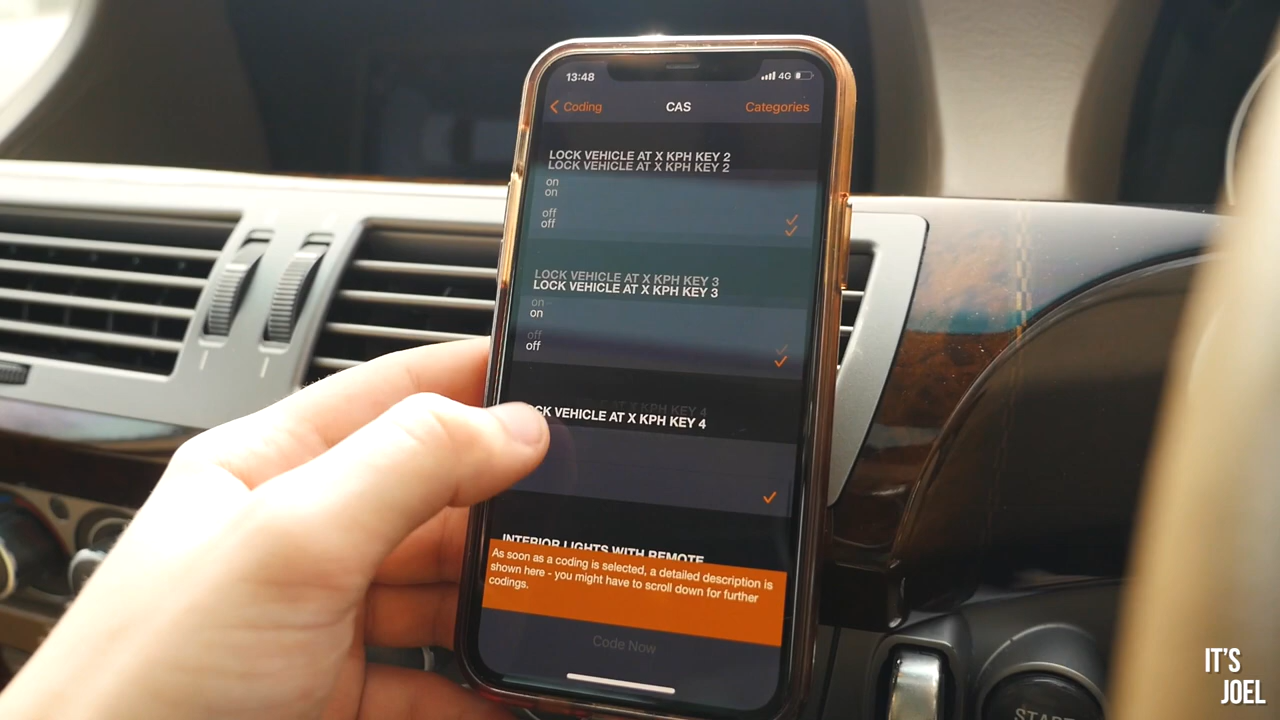 13:48
4G
Coding
CAS
Categories
LOCK VEHICLE AT X KPH KEY 2
LOCK VEHICLE AT X KPH KEY 2
on
on
off
off
LOCK VEHICLE AT X KPH KEY 3
LOCK VEHICLE AT X KPH KEY 3
on
on
off
off
VEHICLE AT X KPH KEY 4
INTERIOR LIGHTS WITH REMOTE
As soon as a coding is selected, a detailed description is
shown here - you might have to scroll down for further
codings.
Code Now
START
IT'S
JOEL